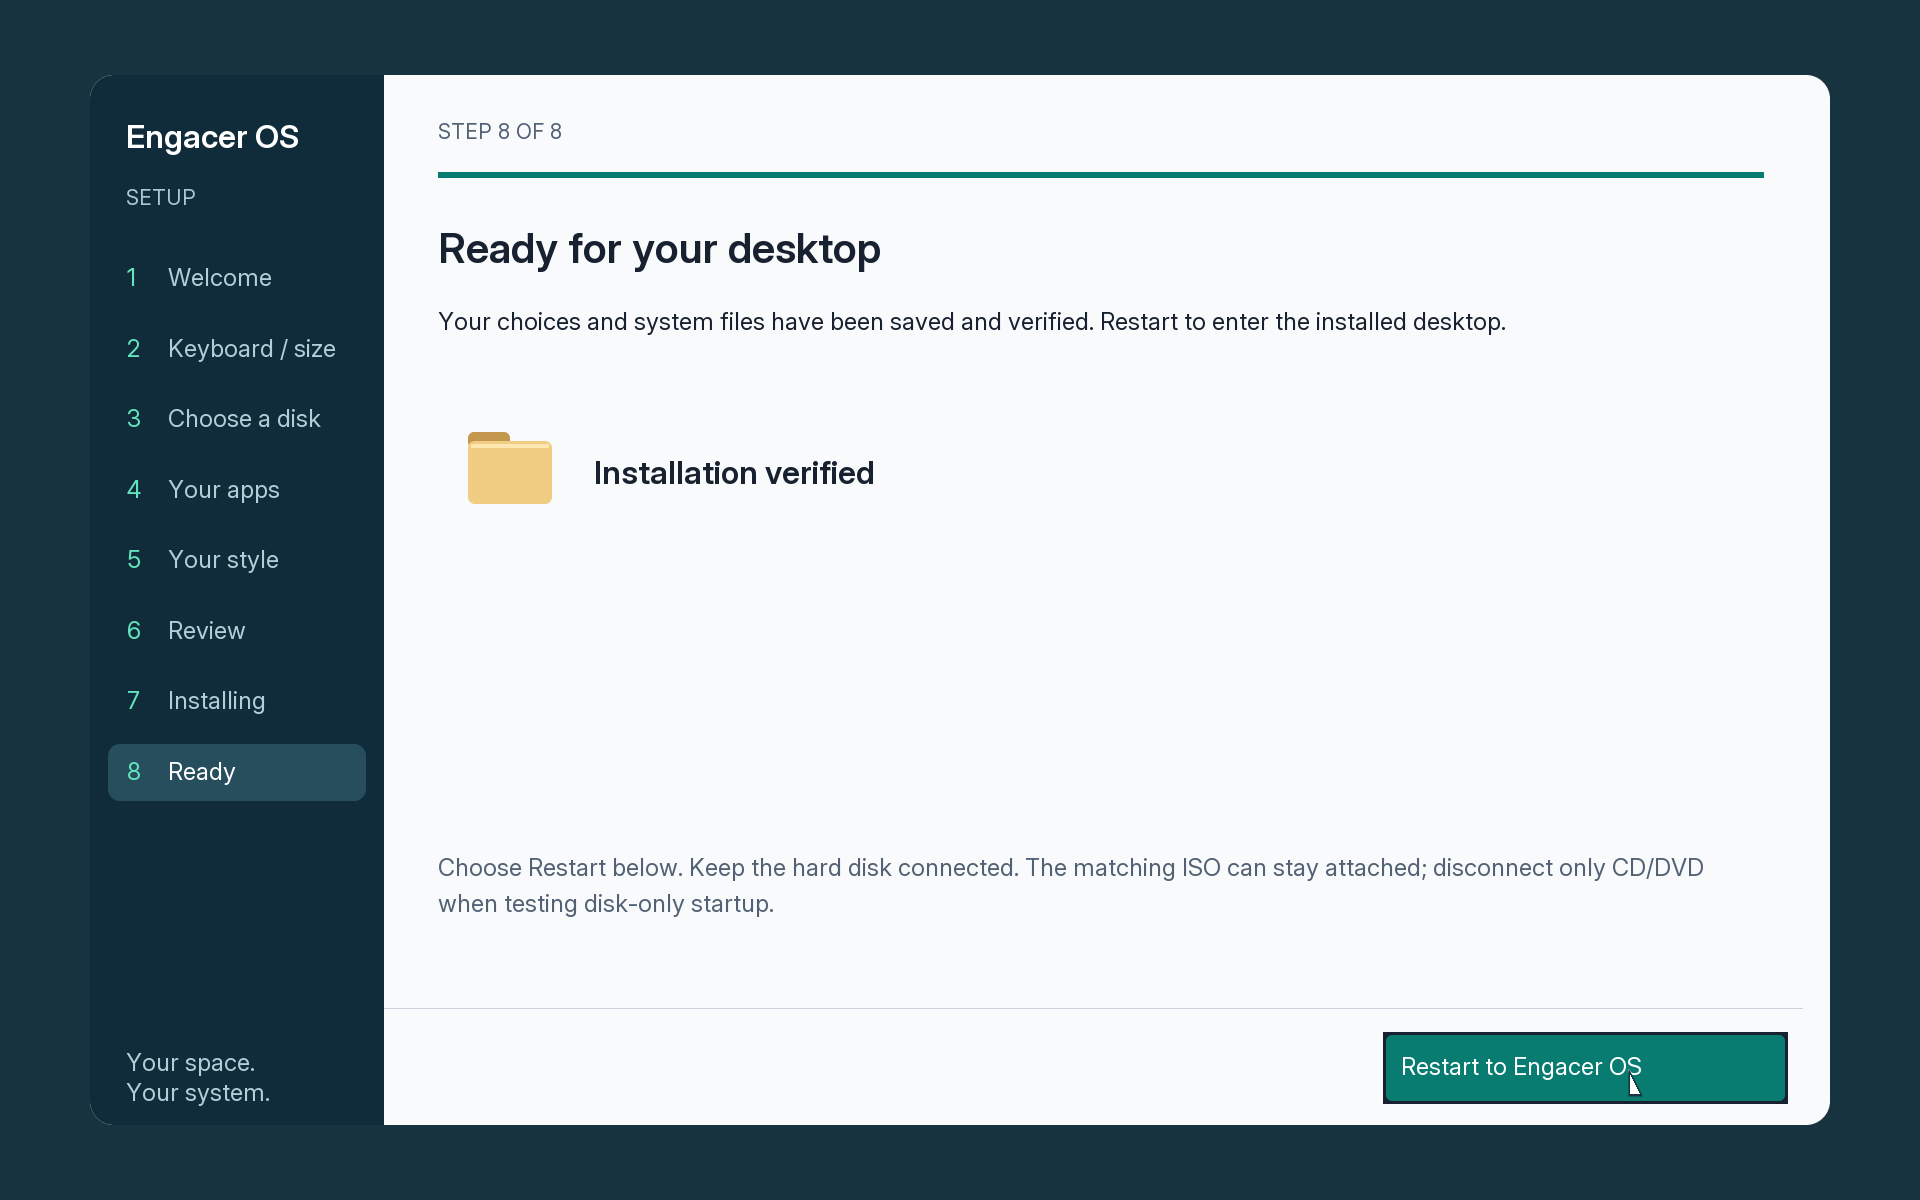 Engacer OS
SETUP
1 Welcome
2 Keyboard / size
3 Choose a disk
4 Your apps
5 Your style
6 Review
7 Installing
8 Ready
Your space.
Your system.
STEP 8 OF 8
Ready for your desktop
Your choices and system files have been saved and verified. Restart to enter the installed desktop.
Installation verified
Choose Restart below. Keep the hard disk connected. The matching ISO can stay attached; disconnect only CD/DVD
when testing disk-only startup.
Restart to Engacer OS